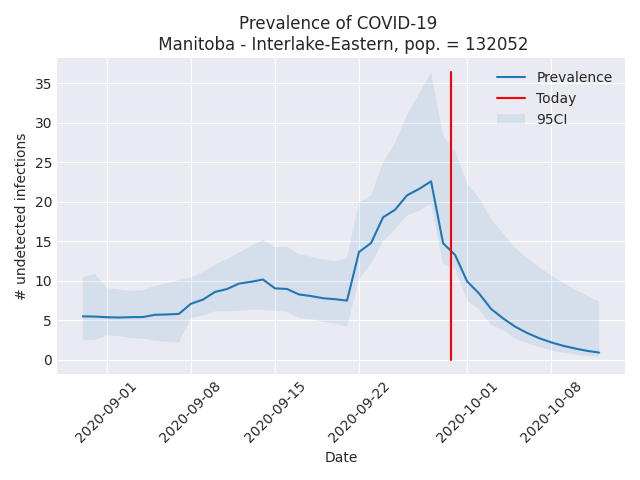 Prevalence of COVID-19
Manitoba - Interlake-Eastern, pop. = 132052
35
30
25
20
15
10
5
0
# undetected infections
Prevalence
Today
95CI
2020-09-01
2020-09-08
2020-09-15
2020-09-22
2020-10-01
2020-10-08
Date